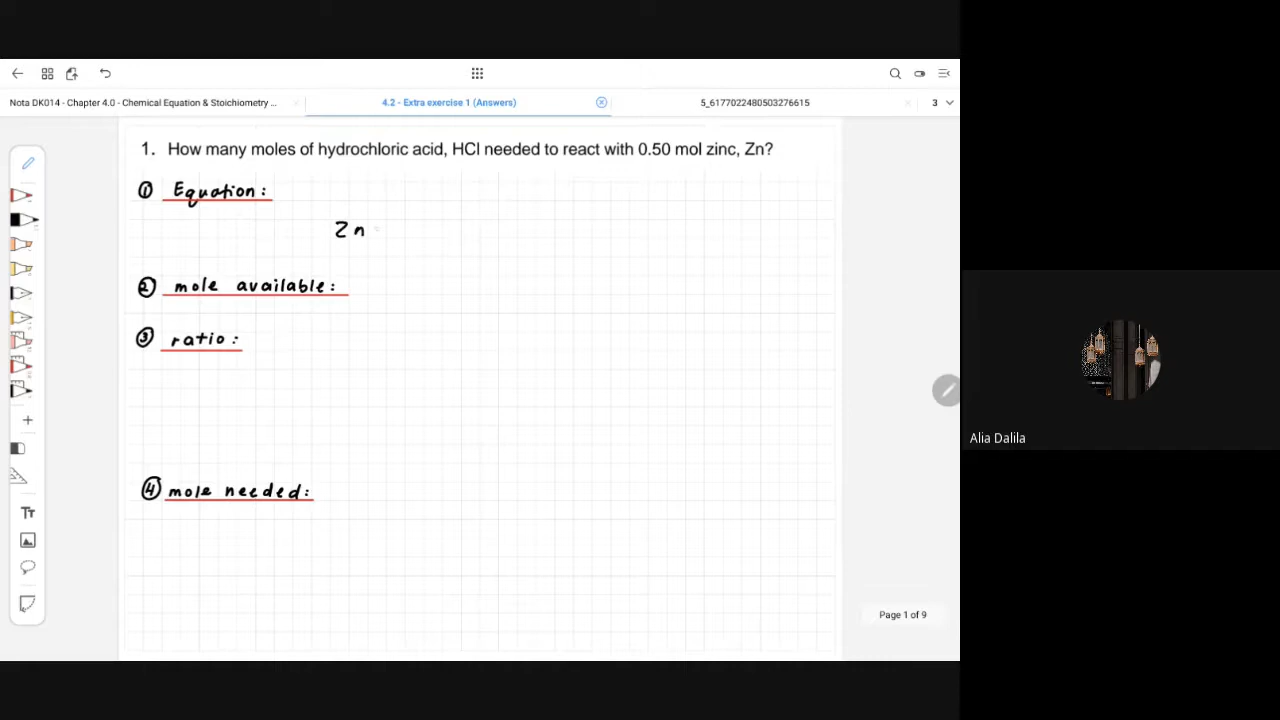 Nota DK014 - Chapter 4.0 - Chemical Equation & Stoichiometry ...
4.2 - Extra exercise 1 (Answers)
5_6177022480503276615
3
1. How many moles of hydrochloric acid, HCl needed to react with 0.50 mol zinc, Zn?
① Equation:
Zn
② mole available:
③ ratio:
④ mole needed:
Tт
Page 1 of 9
Alia Dalila